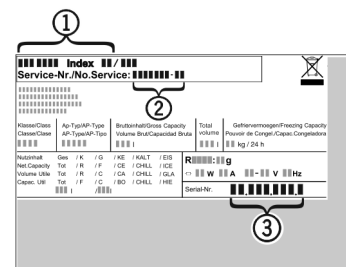 1
Index /
Service-Nr./No.Service: -
2
Klasse/Class Ap-Typ/AP-Type Bruttoinhalt/Gross Capacity Total Gefriervermoegen/Freezing Capacity
Classe/Clase AP-Type/AP-Tipo Volume Brut/Capacidad Bruta volume Pouvoir de Congel./Capac.Congeladora
l l kg / 24 h
Nutzinhalt Ges / K / G / KE / KALT / EIS
Net.Capacity Tot / R / F / CE / CHILL / ICE
Volume Utile Tot / R / C / CA / CHILL / GLA
Capac. Util Tot / F / C / BO / CHILL / HIE
l / l
R : g
W A - V Hz
Serial-Nr. . . .
3